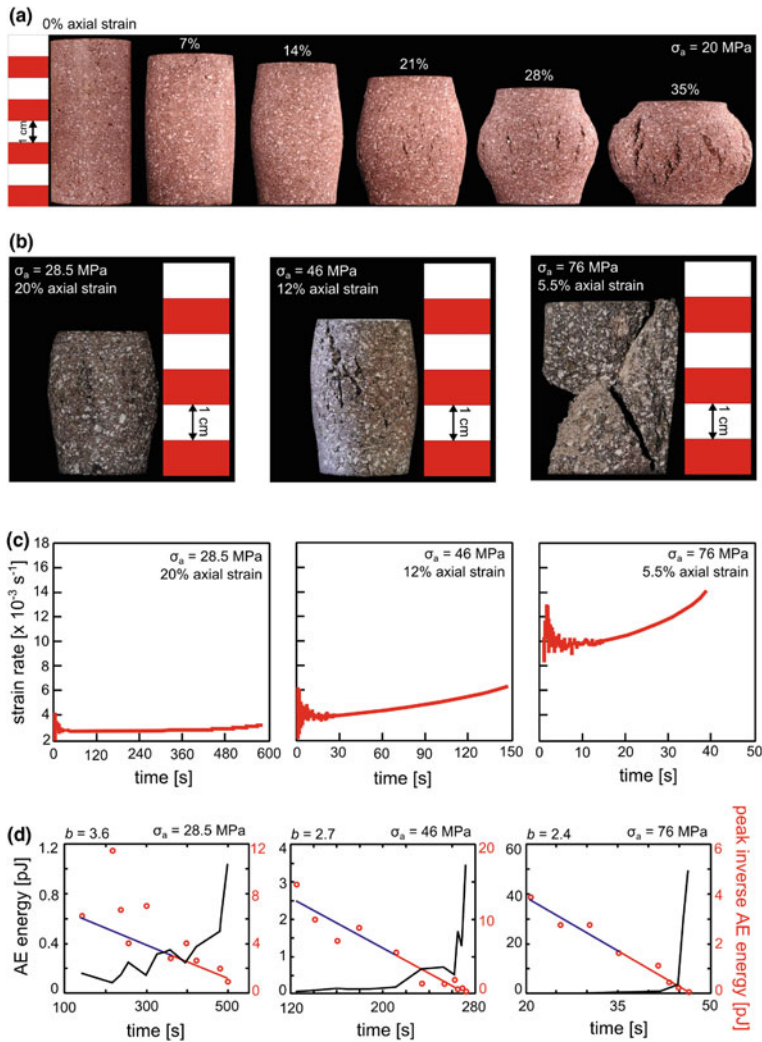 (a)
0% axial strain
7%
14%
21%
28%
35%
σa = 20 MPa
1 cm
(b)
σa = 28.5 MPa
20% axial strain
1 cm
σa = 46 MPa
12% axial strain
1 cm
σa = 76 MPa
5.5% axial strain
1 cm
(c)
strain rate [x 10⁻³ s⁻¹]
18
16
14
12
10
8
6
4
2
σa = 28.5 MPa
20% axial strain
0 120 240 360 480 600
time [s]
σa = 46 MPa
12% axial strain
0 30 60 90 120 150
time [s]
σa = 76 MPa
5.5% axial strain
0 10 20 30 40 50
time [s]
(d)
AE energy [pJ]
b = 3.6 σa = 28.5 MPa
1.2
0.8
0.4
0
12
8
4
0
100 300 500
time [s]
b = 2.7 σa = 46 MPa
4
3
2
1
0
20
10
0
120 200 280
time [s]
b = 2.4 σa = 76 MPa
60
40
20
0
6
4
2
0
20 30 40 50
time [s]
peak inverse AE energy [pJ]